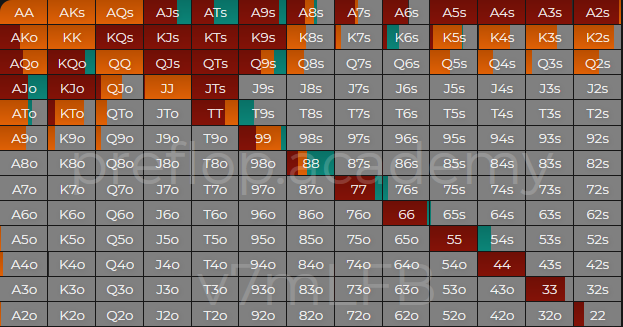 AA AKs AQs AJs ATs A9s A8s A7s A6s A5s A4s A3s A2s
AKo KK KQs KJs KTs K9s K8s K7s K6s K5s K4s K3s K2s
AQo KQo QQ QJs QTs Q9s Q8s Q7s Q6s Q5s Q4s Q3s Q2s
AJo KJo QJo JJ JTs J9s J8s J7s J6s J5s J4s J3s J2s
ATo KTo QTo JTo TT T9s T8s T7s T6s T5s T4s T3s T2s
A9o K9o Q9o J9o T9o 99 98s 97s 96s 95s 94s 93s 92s
A8o K8o Q8o J8o T8o 98o 88 87s 86s 85s 84s 83s 82s
preflop.academy
A7o K7o Q7o J7o T7o 97o 87o 77 76s 75s 74s 73s 72s
A6o K6o Q6o J6o T6o 96o 86o 76o 66 65s 64s 63s 62s
A5o K5o Q5o J5o T5o 95o 85o 75o 65o 55 54s 53s 52s
A4o K4o Q4o J4o T4o 94o 84o 74o 64o 54o 44 43s 42s
v7mLFB
A3o K3o Q3o J3o T3o 93o 83o 73o 63o 53o 43o 33 32s
A2o K2o Q2o J2o T2o 92o 82o 72o 62o 52o 42o 32o 22